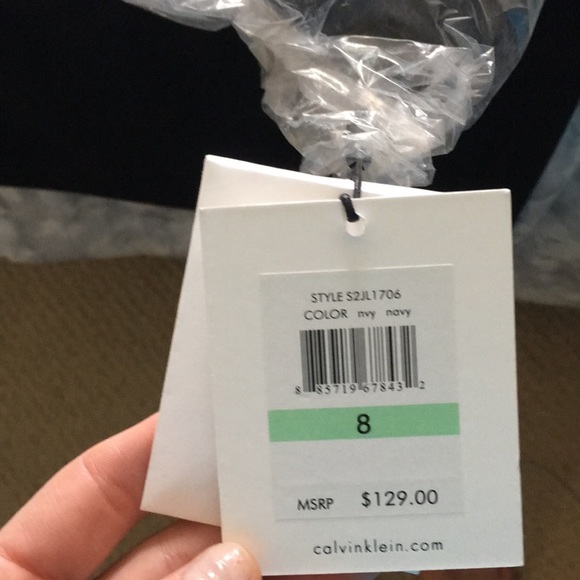 STYLE S2JL1706
COLOR nvy navy
8 85719 67843 2
8
MSRP $129.00
calvinklein.com